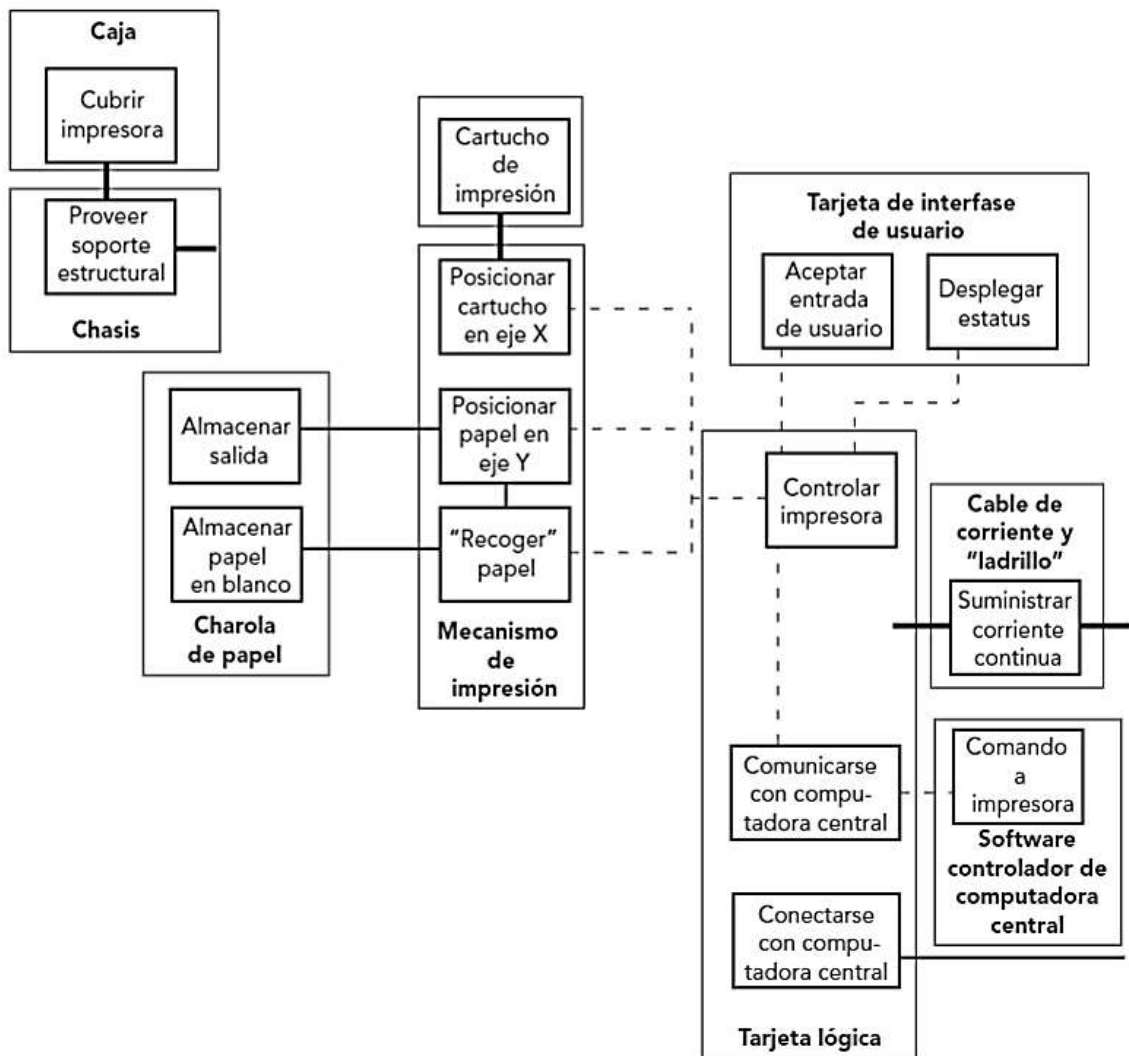 Caja
Cubrir
impresora
Proveer
soporte
estructural
Chasis
Cartucho
de
impresión
Posicionar
cartucho
en eje X
Posicionar
papel en
eje Y
"Recoger"
papel
Mecanismo
de
impresión
Almacenar
salida
Almacenar
papel
en blanco
Charola
de papel
Tarjeta de interfase
de usuario
Aceptar
entrada
de usuario
Desplegar
estatus
Controlar
impresora
Comunicarse
con compu-
tadora central
Conectarse
con compu-
tadora central
Tarjeta lógica
Cable de
corriente y
"ladrillo"
Suministrar
corriente
continua
Comando
a
impresora
Software
controlador de
computadora
central